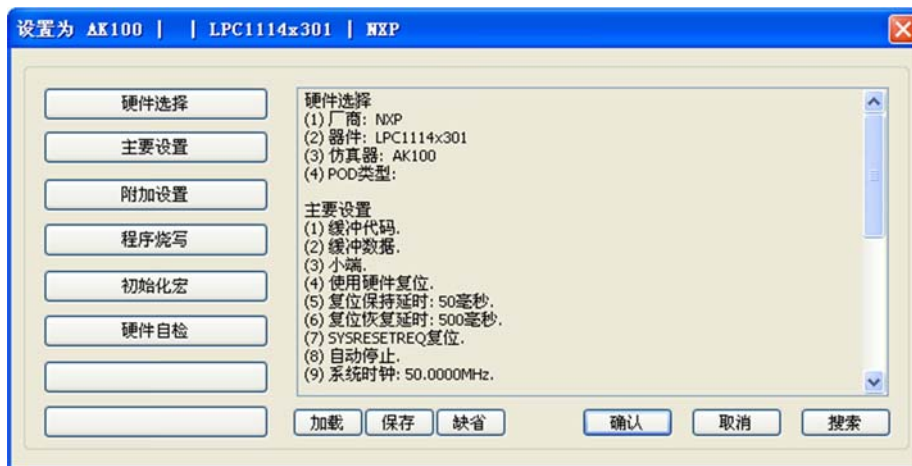 设置为 AK100 | | LPC1114x301 | NXP
硬件选择
主要设置
附加设置
程序烧写
初始化宏
硬件自检
硬件选择
(1) 厂商: NXP
(2) 器件: LPC1114x301
(3) 仿真器: AK100
(4) POD类型:
主要设置
(1) 缓冲代码.
(2) 缓冲数据.
(3) 小端.
(4) 使用硬件复位.
(5) 复位保持延时: 50毫秒.
(6) 复位恢复延时: 500毫秒.
(7) SYSRESETREQ复位.
(8) 自动停止.
(9) 系统时钟: 50.0000MHz.
加载 保存 缺省 确认 取消 搜索